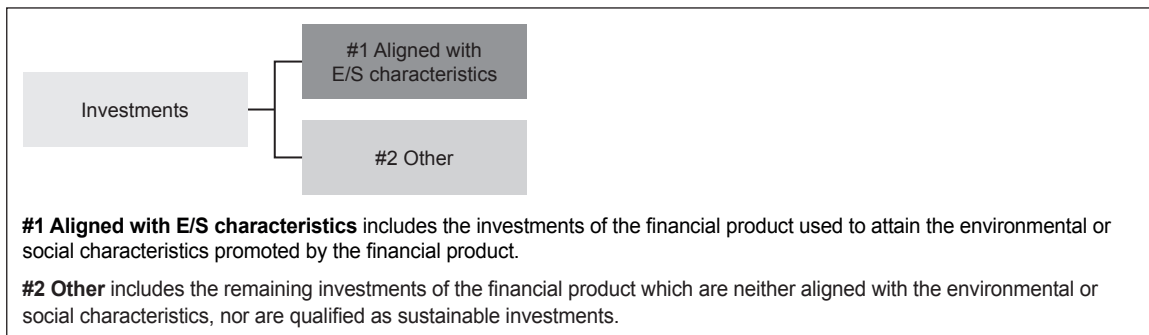 #1 Aligned with
E/S characteristics
Investments
#2 Other
#1 Aligned with E/S characteristics includes the investments of the financial product used to attain the environmental or
social characteristics promoted by the financial product.
#2 Other includes the remaining investments of the financial product which are neither aligned with the environmental or
social characteristics, nor are qualified as sustainable investments.